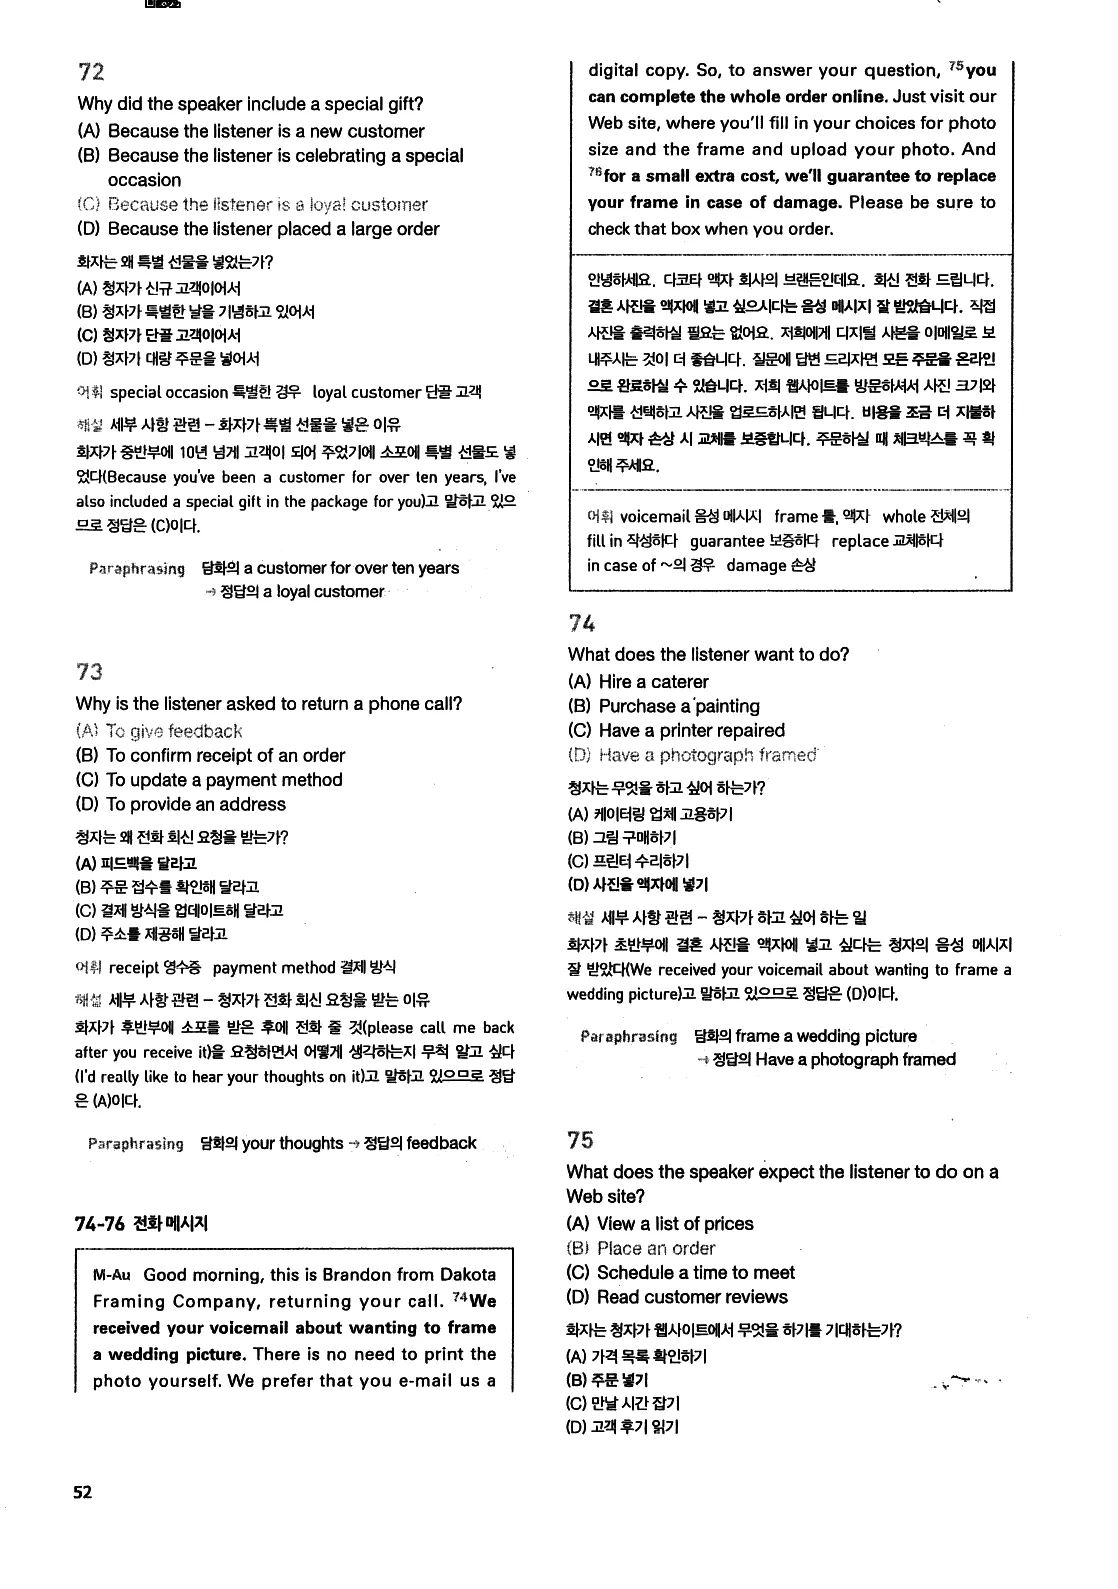 72
Why did the speaker include a special gift?
(A) Because the listener is a new customer
(B) Because the listener is celebrating a special
occasion
(C) Because the listener is a loyal customer
(D) Because the listener placed a large order
화자는 왜 특별 선물을 넣었는가?
(A) 청자가 신규 고객이어서
(B) 청자가 특별한 날을 기념하고 있어서
(C) 청자가 단골 고객이어서
(D) 청자가 대량 주문을 넣어서
어휘 special occasion 특별한 경우 loyal customer 단골 고객
해설 세부 사항 관련 – 화자가 특별 선물을 넣은 이유
화자가 중반부에 10년 넘게 고객이 되어 주었기에 소포에 특별 선물도 넣
었다(Because you've been a customer for over ten years, I've
also included a special gift in the package for you)고 말하고 있으
므로 정답은 (C)이다.
Paraphrasing 담화의 a customer for over ten years
→ 정답의 a loyal customer
73
Why is the listener asked to return a phone call?
(A) To give feedback
(B) To confirm receipt of an order
(C) To update a payment method
(D) To provide an address
청자는 왜 전화 회신 요청을 받는가?
(A) 피드백을 달라고
(B) 주문 접수를 확인해 달라고
(C) 결제 방식을 업데이트해 달라고
(D) 주소를 제공해 달라고
어휘 receipt 영수증 payment method 결제 방식
해설 세부 사항 관련 – 청자가 전화 회신 요청을 받는 이유
화자가 후반부에 소포를 받은 후에 전화 줄 것(please call me back
after you receive it)을 요청하면서 어떻게 생각하는지 무척 알고 싶다
(I'd really like to hear your thoughts on it)고 말하고 있으므로 정답
은 (A)이다.
Paraphrasing 담화의 your thoughts → 정답의 feedback
74-76 전화 메시지
M-Au Good morning, this is Brandon from Dakota
Framing Company, returning your call. 74We
received your voicemail about wanting to frame
a wedding picture. There is no need to print the
photo yourself. We prefer that you e-mail us a
52
digital copy. So, to answer your question, 75you
can complete the whole order online. Just visit our
Web site, where you'll fill in your choices for photo
size and the frame and upload your photo. And
76for a small extra cost, we'll guarantee to replace
your frame in case of damage. Please be sure to
check that box when you order.
안녕하세요. 다코타 액자 회사의 브랜든인데요. 회신 전화 드립니다.
결혼 사진을 액자에 넣고 싶으시다는 음성 메시지 잘 받았습니다. 직접
사진을 출력하실 필요는 없어요. 저희에게 디지털 사본을 이메일로 보
내주시는 것이 더 좋습니다. 질문에 답변 드리자면 모든 주문을 온라인
으로 완료하실 수 있습니다. 저희 웹사이트를 방문하셔서 사진 크기와
액자를 선택하고 사진을 업로드하시면 됩니다. 비용을 조금 더 지불하
시면 액자 손상 시 교체를 보증합니다. 주문하실 때 체크박스를 꼭 확
인해 주세요.
어휘 voicemail 음성 메시지 frame 틀, 액자 whole 전체의
fill in 작성하다 guarantee 보증하다 replace 교체하다
in case of ~의 경우 damage 손상
74
What does the listener want to do?
(A) Hire a caterer
(B) Purchase a painting
(C) Have a printer repaired
(D) Have a photograph framed
청자는 무엇을 하고 싶어 하는가?
(A) 케이터링 업체 고용하기
(B) 그림 구매하기
(C) 프린터 수리하기
(D) 사진을 액자에 넣기
해설 세부 사항 관련 – 청자가 하고 싶어 하는 일
화자가 초반부에 결혼 사진을 액자에 넣고 싶다는 청자의 음성 메시지
잘 받았다(We received your voicemail about wanting to frame a
wedding picture)고 말하고 있으므로 정답은 (D)이다.
Paraphrasing 담화의 frame a wedding picture
→ 정답의 Have a photograph framed
75
What does the speaker expect the listener to do on a
Web site?
(A) View a list of prices
(B) Place an order
(C) Schedule a time to meet
(D) Read customer reviews
화자는 청자가 웹사이트에서 무엇을 하기를 기대하는가?
(A) 가격 목록 확인하기
(B) 주문 넣기
(C) 만날 시간 잡기
(D) 고객 후기 읽기